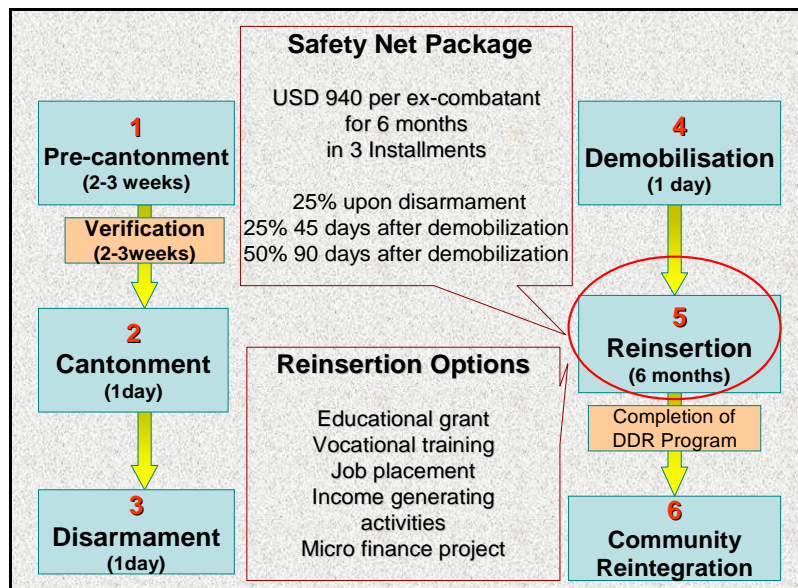 Safety Net Package
USD 940 per ex-combatant
for 6 months
in 3 Installments
25% upon disarmament
25% 45 days after demobilization
50% 90 days after demobilization
1
Pre-cantonment
(2-3 weeks)
Verification
(2-3weeks)
2
Cantonment
(1day)
3
Disarmament
(1day)
Reinsertion Options
Educational grant
Vocational training
Job placement
Income generating
activities
Micro finance project
4
Demobilisation
(1 day)
5
Reinsertion
(6 months)
Completion of
DDR Program
6
Community
Reintegration